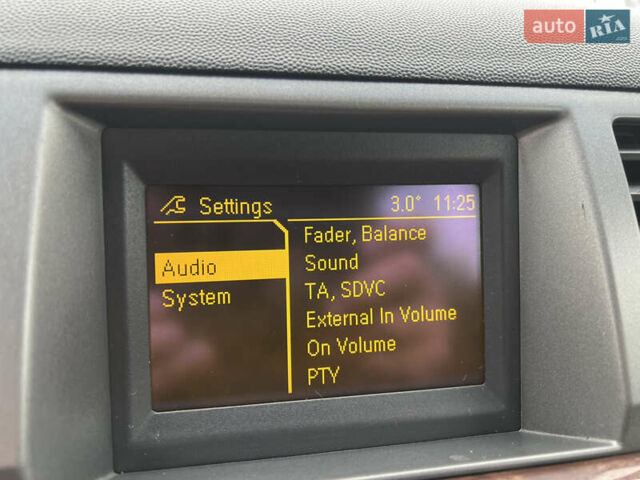 auto RIA.com
Settings 3.0° 11:25
Audio
System
Fader, Balance
Sound
TA, SDVC
External In Volume
On Volume
PTY